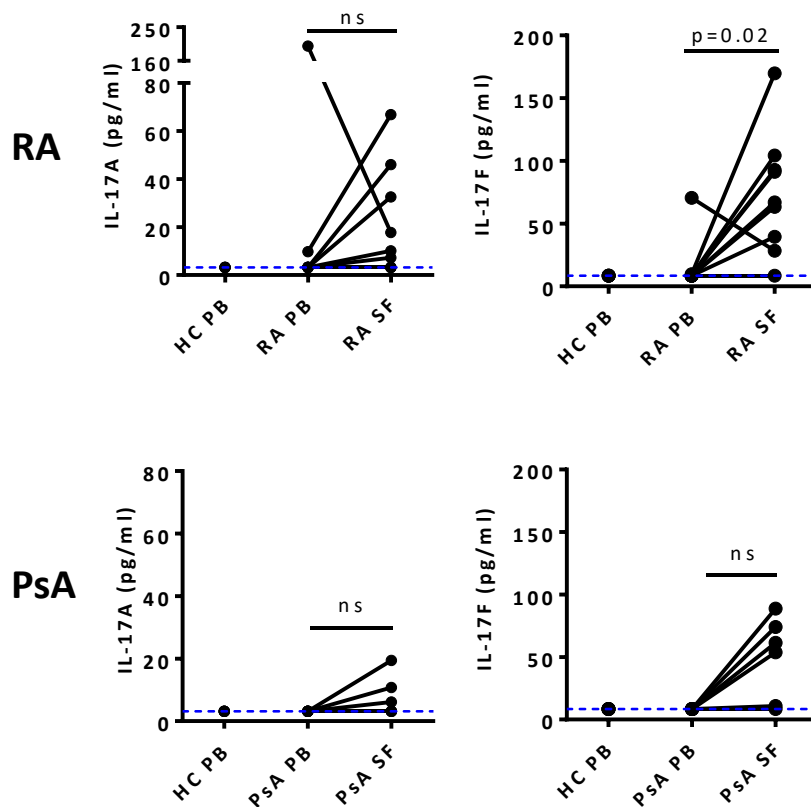 RA
IL-17A (pg/ml)
250
160
80
60
40
20
0
ns
HC PB
RA PB
RA SF
IL-17F (pg/ml)
200
150
100
50
0
p=0.02
HC PB
RA PB
RA SF
PsA
IL-17A (pg/ml)
80
60
40
20
0
ns
HC PB
PsA PB
PsA SF
IL-17F (pg/ml)
200
150
100
50
0
ns
HC PB
PsA PB
PsA SF